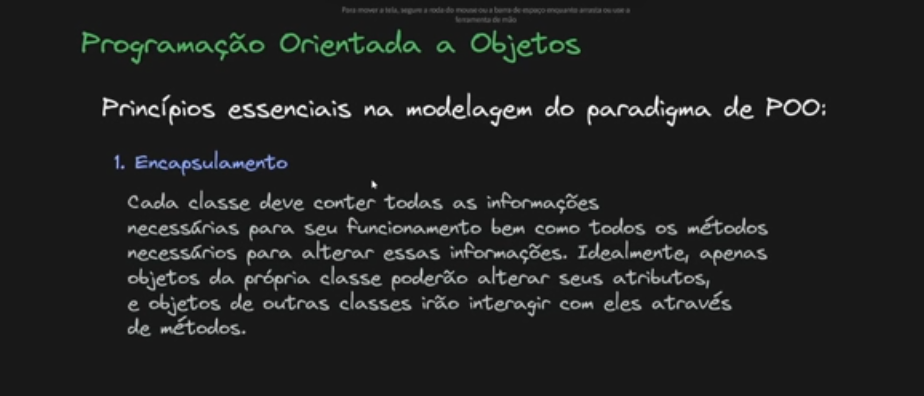 Para mover a tela, segure a roda do mouse ou a barra de espaço enquanto arrasta ou use a
ferramenta de mão
Programação Orientada a Objetos
Princípios essenciais na modelagem do paradigma de POO:
1. Encapsulamento
Cada classe deve conter todas as informações
necessárias para seu funcionamento bem como todos os métodos
necessários para alterar essas informações. Idealmente, apenas
objetos da própria classe poderão alterar seus atributos,
e objetos de outras classes irão interagir com eles através
de métodos.